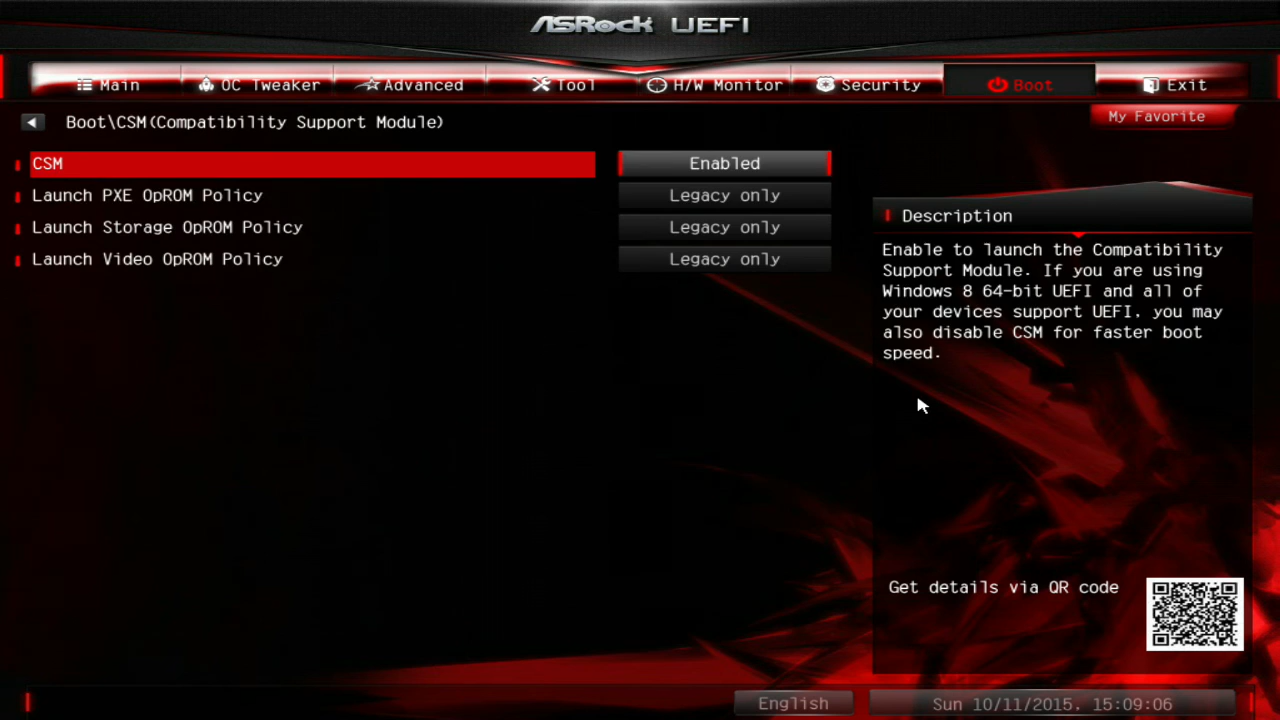 ASRock UEFI
Main OC Tweaker Advanced Tool H/W Monitor Security Boot Exit
My Favorite
Boot\CSM(Compatibility Support Module)
CSM Enabled
Launch PXE OpROM Policy Legacy only
Launch Storage OpROM Policy Legacy only
Launch Video OpROM Policy Legacy only
Description
Enable to launch the Compatibility
Support Module. If you are using
Windows 8 64-bit UEFI and all of
your devices support UEFI, you may
also disable CSM for faster boot
speed.
Get details via QR code
English
Sun 10/11/2015, 15:09:06